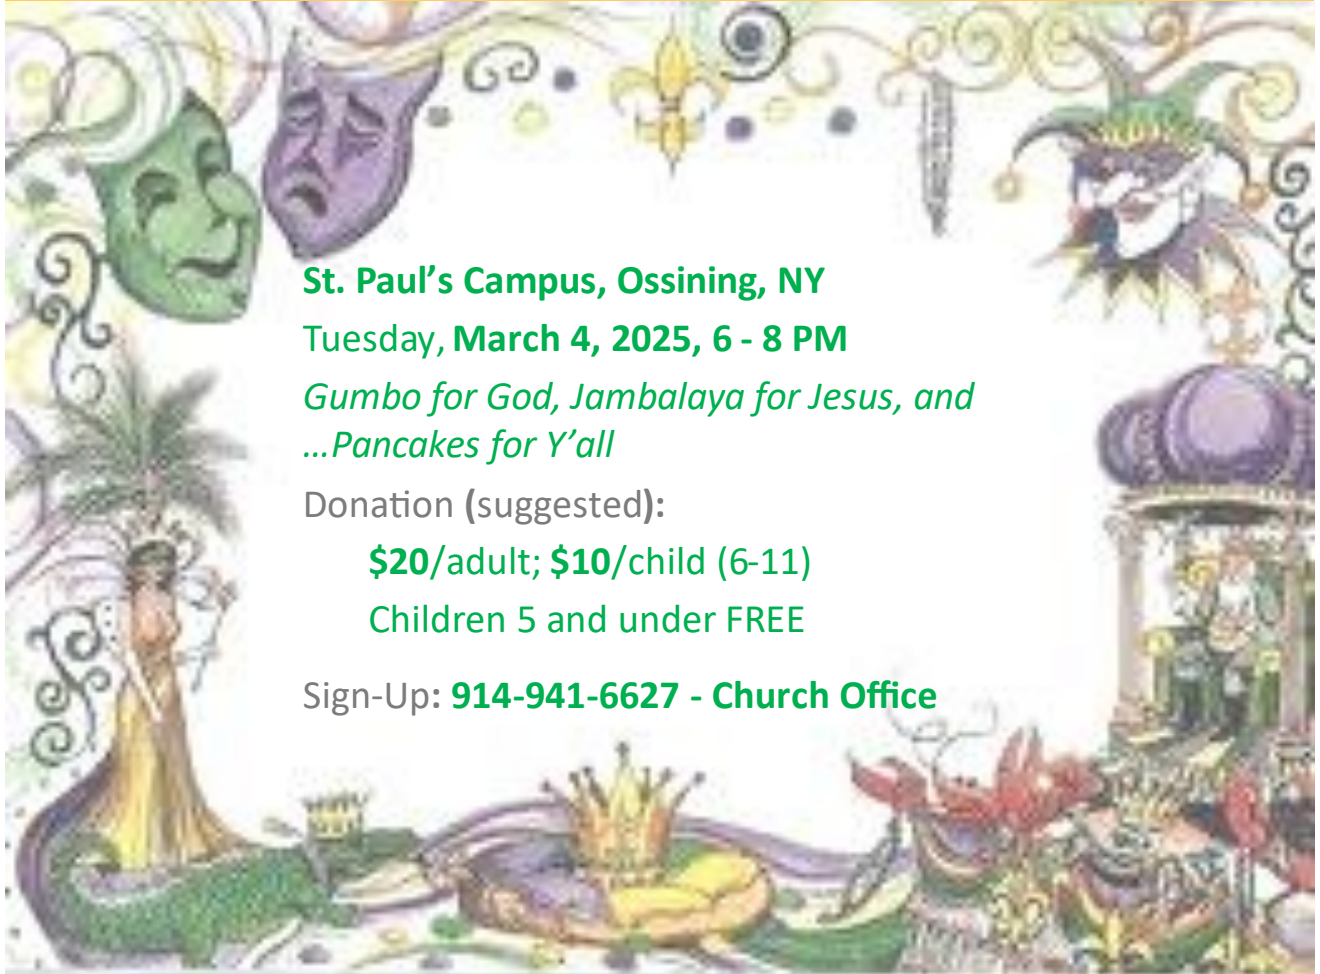 St. Paul’s Campus, Ossining, NY
Tuesday, March 4, 2025, 6 - 8 PM
Gumbo for God, Jambalaya for Jesus, and
…Pancakes for Y’all
Donation (suggested):
$20/adult; $10/child (6-11)
Children 5 and under FREE
Sign-Up: 914-941-6627 - Church Office